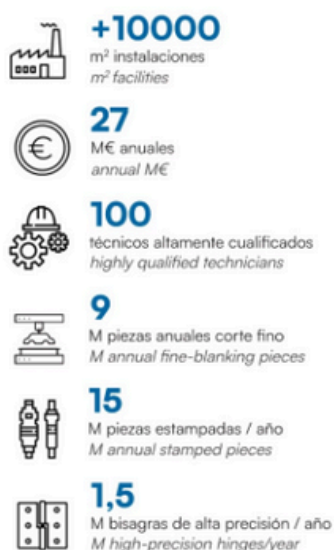 +10000
m² instalaciones
m² facilities
27
M€ anuales
annual M€
100
técnicos altamente cualificados
highly qualified technicians
9
M piezas anuales corte fino
M annual fine-blanking pieces
15
M piezas estampadas / año
M annual stamped pieces
1,5
M bisagras de alta precisión / año
M high-precision hinges/year